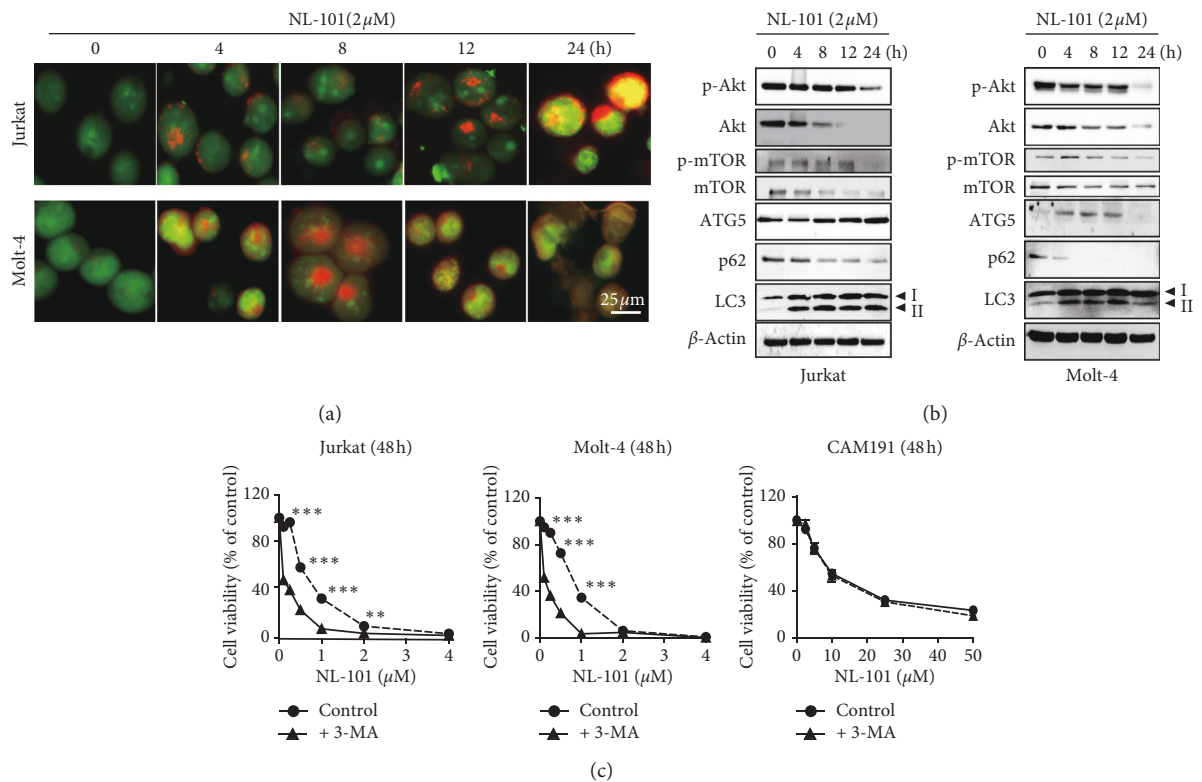 NL-101(2μM)
0 4 8 12 24 (h)
Jurkat
Molt-4
25μm
(a)
NL-101 (2μM)
0 4 8 12 24 (h)
p-Akt
Akt
p-mTOR
mTOR
ATG5
p62
LC3
I
II
β-Actin
Jurkat
NL-101 (2μM)
0 4 8 12 24 (h)
p-Akt
Akt
p-mTOR
mTOR
ATG5
p62
LC3
I
II
β-Actin
Molt-4
(b)
Jurkat (48h)
Cell viability (% of control)
120
80
40
0
***
***
***
**
0 1 2 3 4
NL-101 (μM)
Control
+ 3-MA
Molt-4 (48h)
Cell viability (% of control)
120
80
40
0
***
***
***
0 1 2 3 4
NL-101 (μM)
Control
+ 3-MA
CAM191 (48h)
Cell viability (% of control)
120
80
40
0
0 10 20 30 40 50
NL-101 (μM)
Control
+ 3-MA
(c)